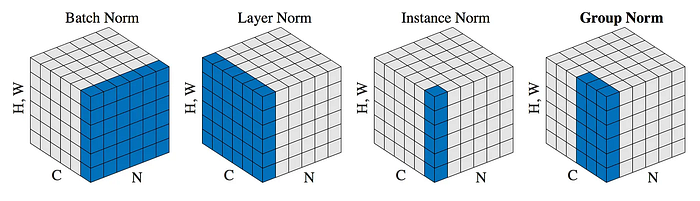 Batch Norm
H, W
C
N
Layer Norm
H, W
C
N
Instance Norm
H, W
C
N
Group Norm
H, W
C
N